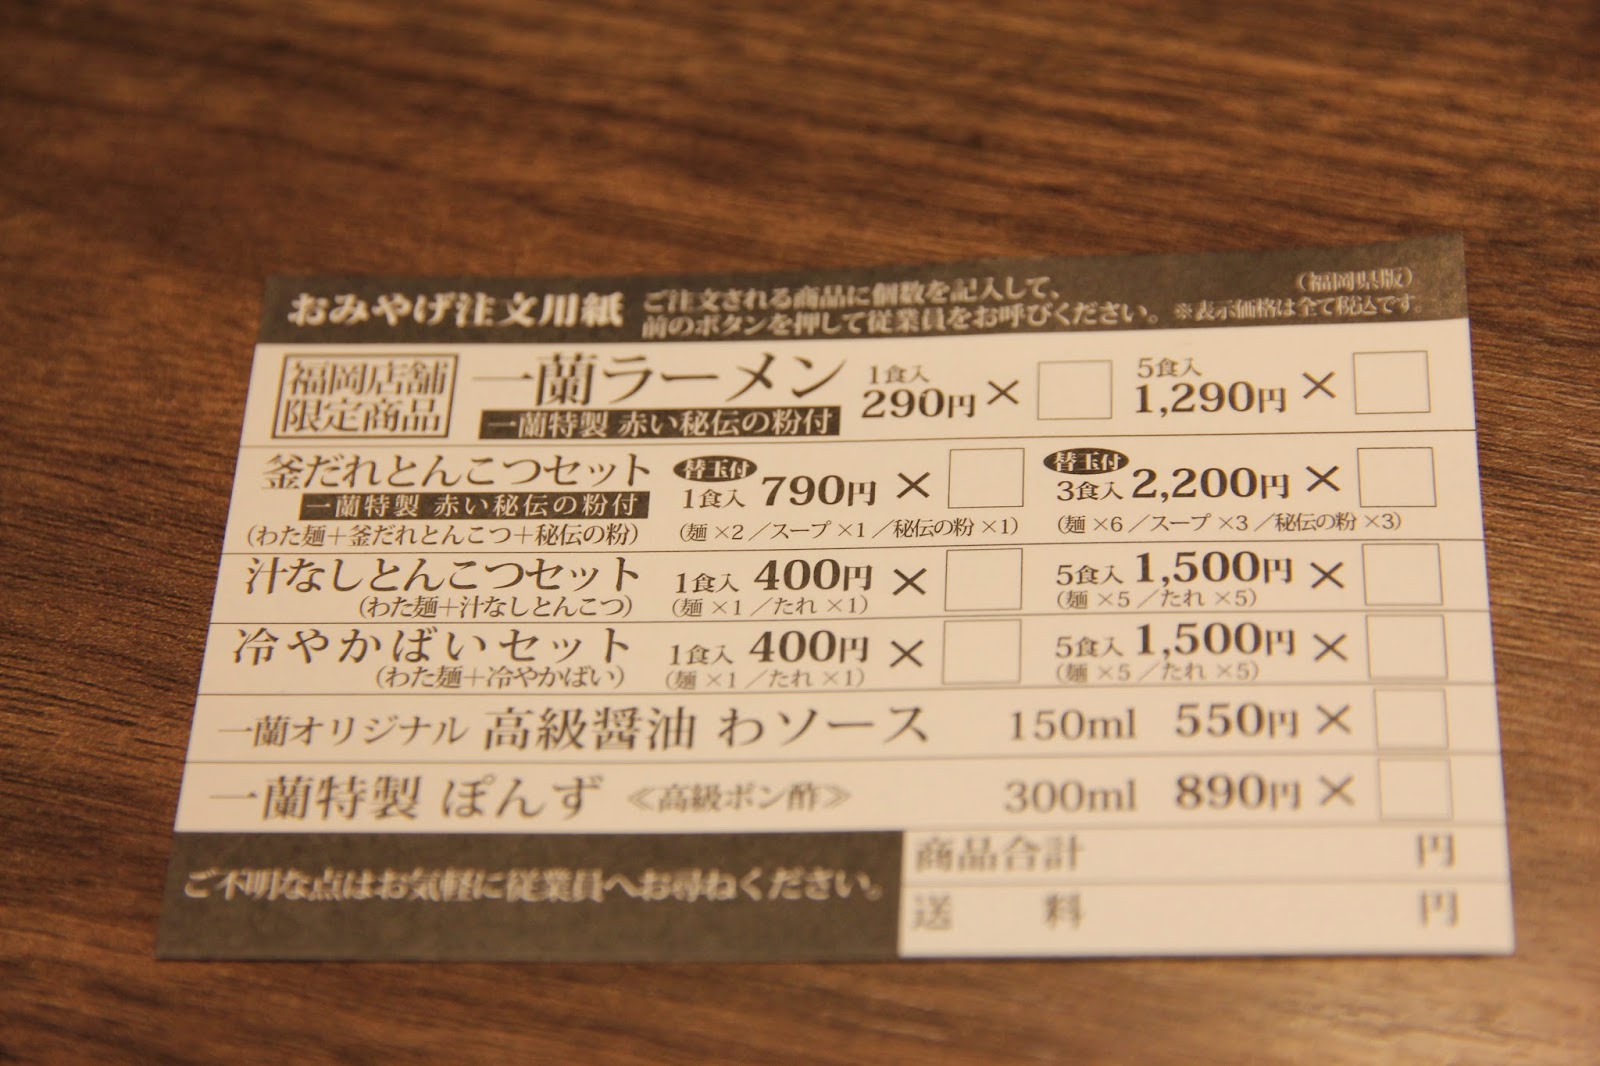 おみやげ注文用紙
ご注文される商品に個数を記入して、
前のボタンを押して従業員をお呼びください。
(福岡県版)
※表示価格は全て税込です。
福岡店舗
限定商品
一蘭ラーメン
一蘭特製 赤い秘伝の粉付
1食入
290円 ×
5食入
1,290円 ×
釜だれとんこつセット
一蘭特製 赤い秘伝の粉付
(わた麺+釜だれとんこつ+秘伝の粉)
替玉付
1食入 790円 ×
(麺×2/スープ×1/秘伝の粉×1)
替玉付
3食入 2,200円 ×
(麺×6/スープ×3/秘伝の粉×3)
汁なしとんこつセット
(わた麺+汁なしとんこつ)
1食入 400円 ×
(麺×1/たれ×1)
5食入 1,500円 ×
(麺×5/たれ×5)
冷やかばいセット
(わた麺+冷やかばい)
1食入 400円 ×
(麺×1/たれ×1)
5食入 1,500円 ×
(麺×5/たれ×5)
一蘭オリジナル 高級醤油 わソース 150ml 550円 ×
一蘭特製 ぽんず ≪高級ポン酢≫ 300ml 890円 ×
ご不明な点はお気軽に従業員へお尋ねください。
商品合計 円
送料 円